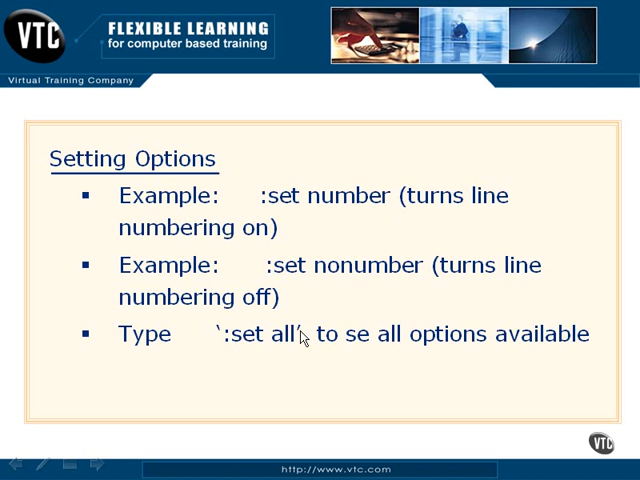 VTC
FLEXIBLE LEARNING
for computer based training
Virtual Training Company
Setting Options
▪ Example: :set number (turns line
numbering on)
▪ Example: :set nonumber (turns line
numbering off)
▪ Type ‘:set all’ to se all options available
VTC
http://www.vtc.com